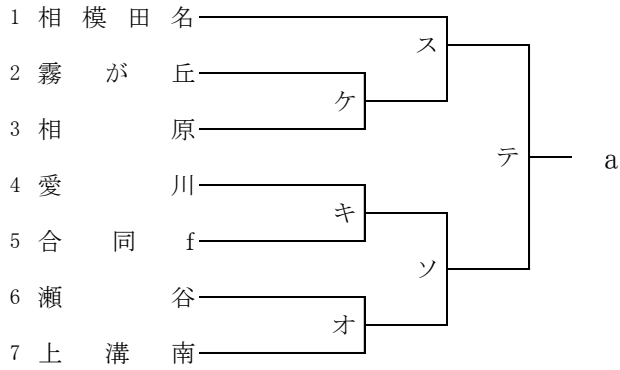 1 相模田名
ス
2 霧が丘
ケ
3 相原
テ a
4 愛川
キ
5 合同f
ソ
6 瀬谷
オ
7 上溝南